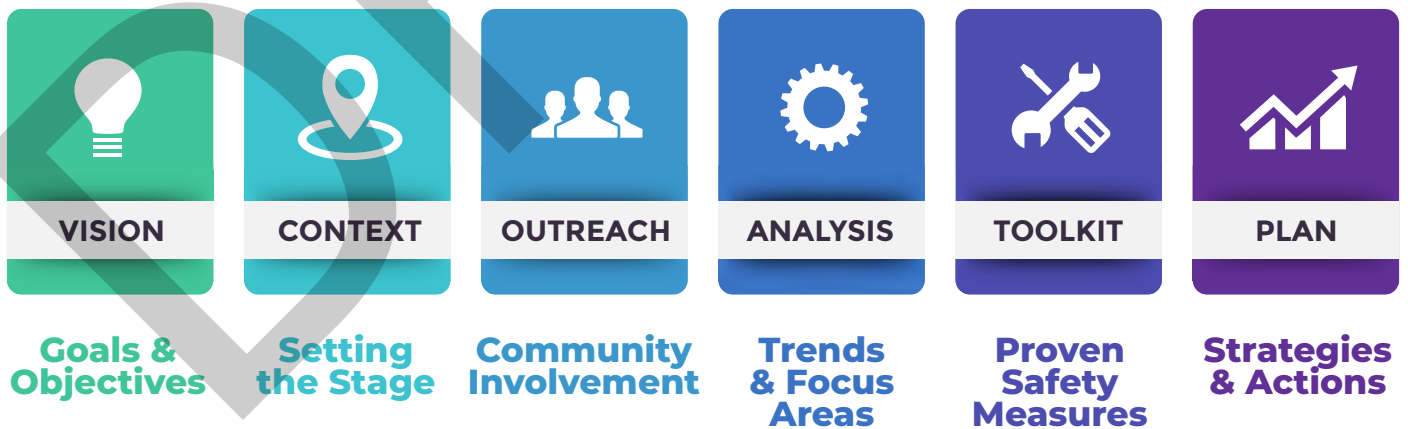 VISION
CONTEXT
OUTREACH
ANALYSIS
TOOLKIT
PLAN
Goals &
Objectives
Setting
the Stage
Community
Involvement
Trends
& Focus
Areas
Proven
Safety
Measures
Strategies
& Actions